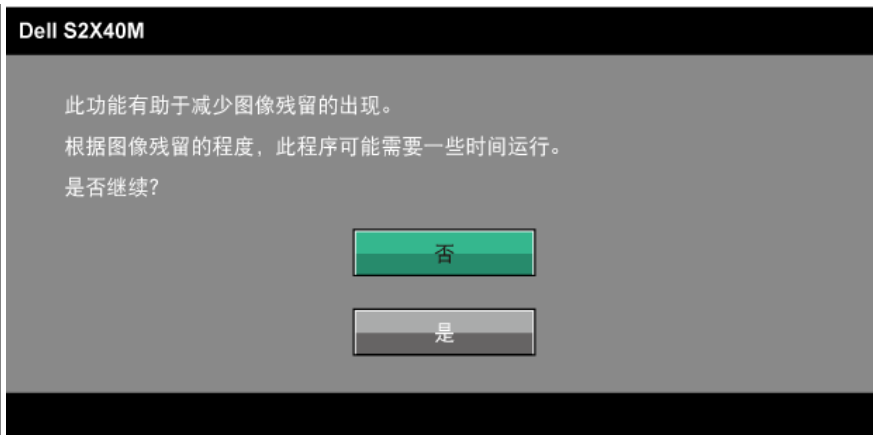 Dell S2X40M
此功能有助于减少图像残留的出现。
根据图像残留的程度，此程序可能需要一些时间运行。
是否继续?
否
是